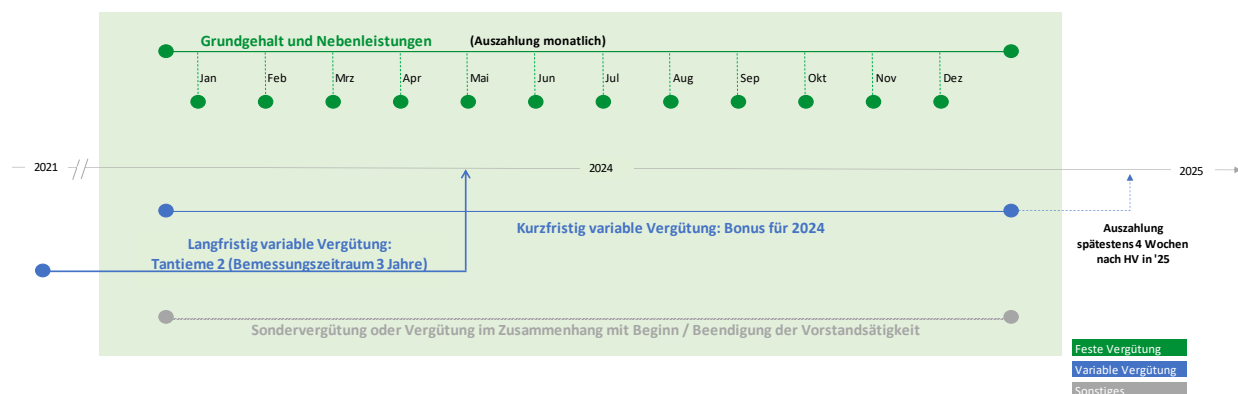 Grundgehalt und Nebenleistungen (Auszahlung monatlich)
Jan Feb Mrz Apr Mai Jun Jul Aug Sep Okt Nov Dez
2021 2024 2025
Kurzfristig variable Vergütung: Bonus für 2024
Auszahlung
spätestens 4 Wochen
nach HV in '25
Langfristig variable Vergütung:
Tantieme 2 (Bemessungszeitraum 3 Jahre)
Sondervergütung oder Vergütung im Zusammenhang mit Beginn / Beendigung der Vorstandsätigkeit
Feste Vergütung
Variable Vergütung
Sonstiges